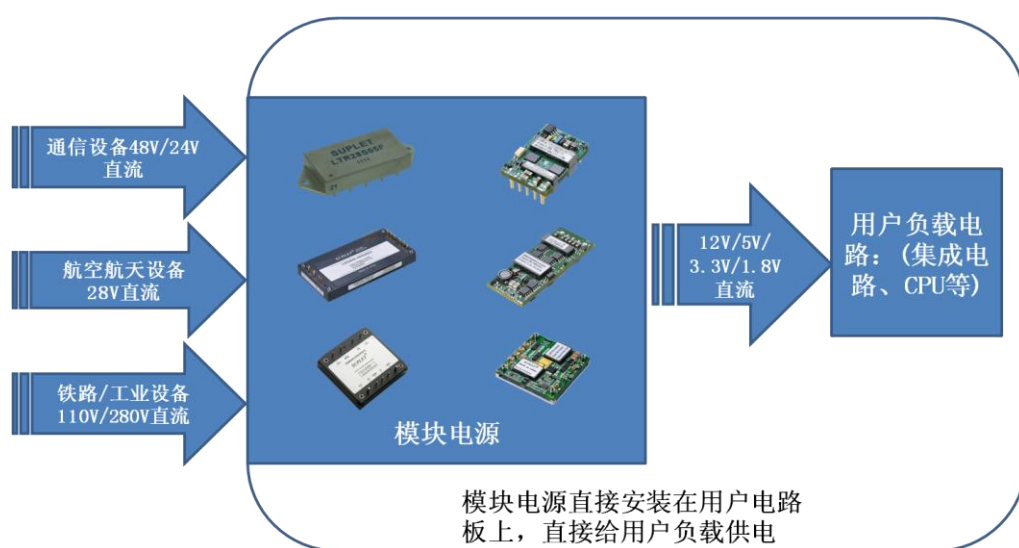 通信设备48V/24V
直流
航空航天设备
28V直流
铁路/工业设备
110V/280V直流
SUPLET
模块电源
12V/5V/
3.3V/1.8V
直流
用户负载电
路：(集成电
路、CPU等)
模块电源直接安装在用户电路
板上，直接给用户负载供电